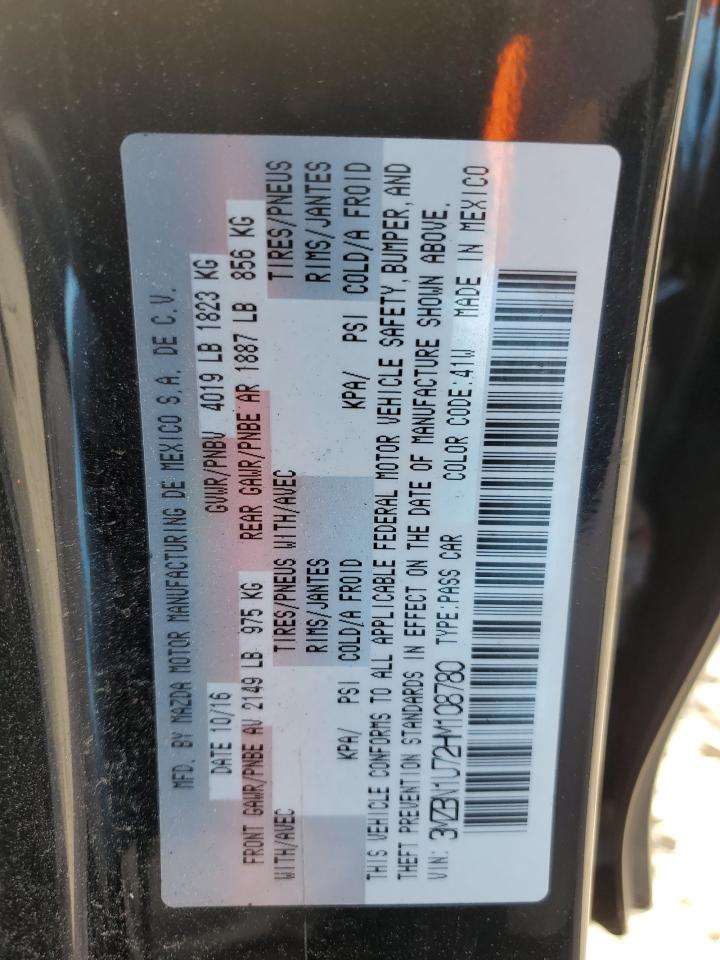 MFD. BY MAZDA MOTOR MANUFACTURING DE MEXICO S.A. DE C.V.
DATE 10/16 GVWR/PNBV 4019 LB 1823 KG
FRONT GAWR/PNBE AV 2149 LB 975 KG REAR GAWR/PNBE AR 1887 LB 856 KG
WITH/AVEC TIRES/PNEUS WITH/AVEC TIRES/PNEUS
RIMS/JANTES RIMS/JANTES
KPA/ PSI COLD/A FROID KPA/ PSI COLD/A FROID
THIS VEHICLE CONFORMS TO ALL APPLICABLE FEDERAL MOTOR VEHICLE SAFETY, BUMPER, AND
THEFT PREVENTION STANDARDS IN EFFECT ON THE DATE OF MANUFACTURE SHOWN ABOVE.
VIN: 3MZBN1U72HM108780 TYPE:PASS CAR COLOR CODE:41W MADE IN MEXICO